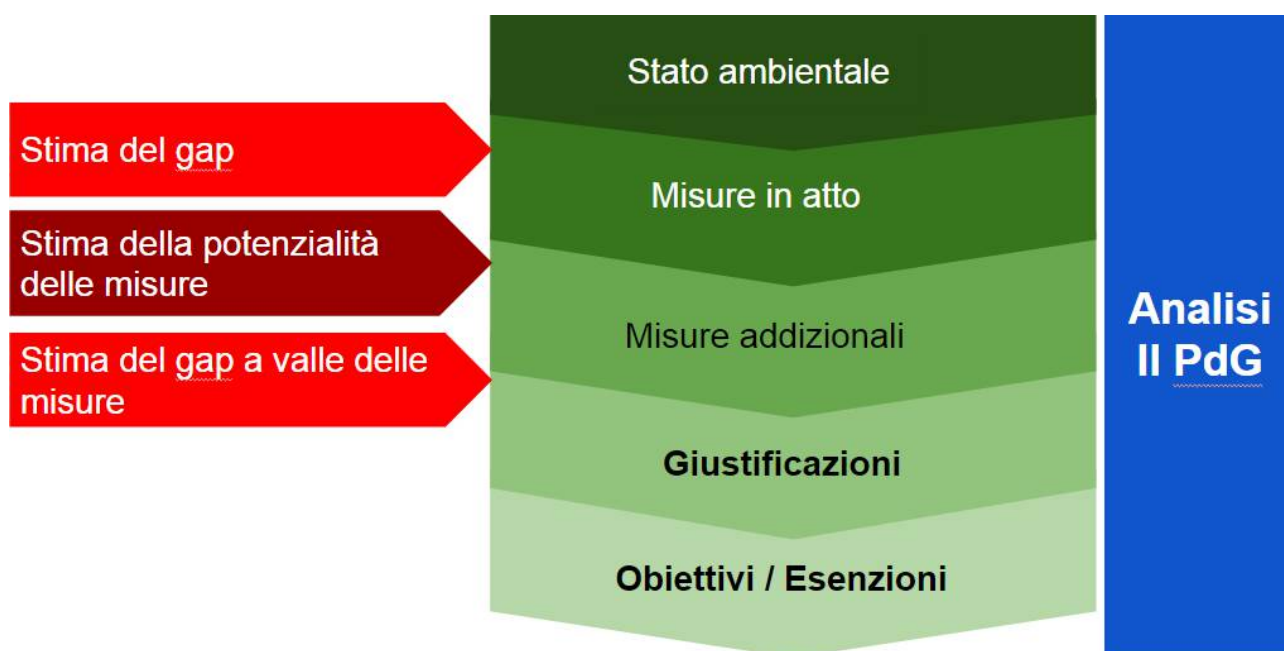 Stato ambientale
Stima del gap
Misure in atto
Stima della potenzialità
delle misure
Misure addizionali
Stima del gap a valle delle
misure
Giustificazioni
Obiettivi / Esenzioni
Analisi
II PdG